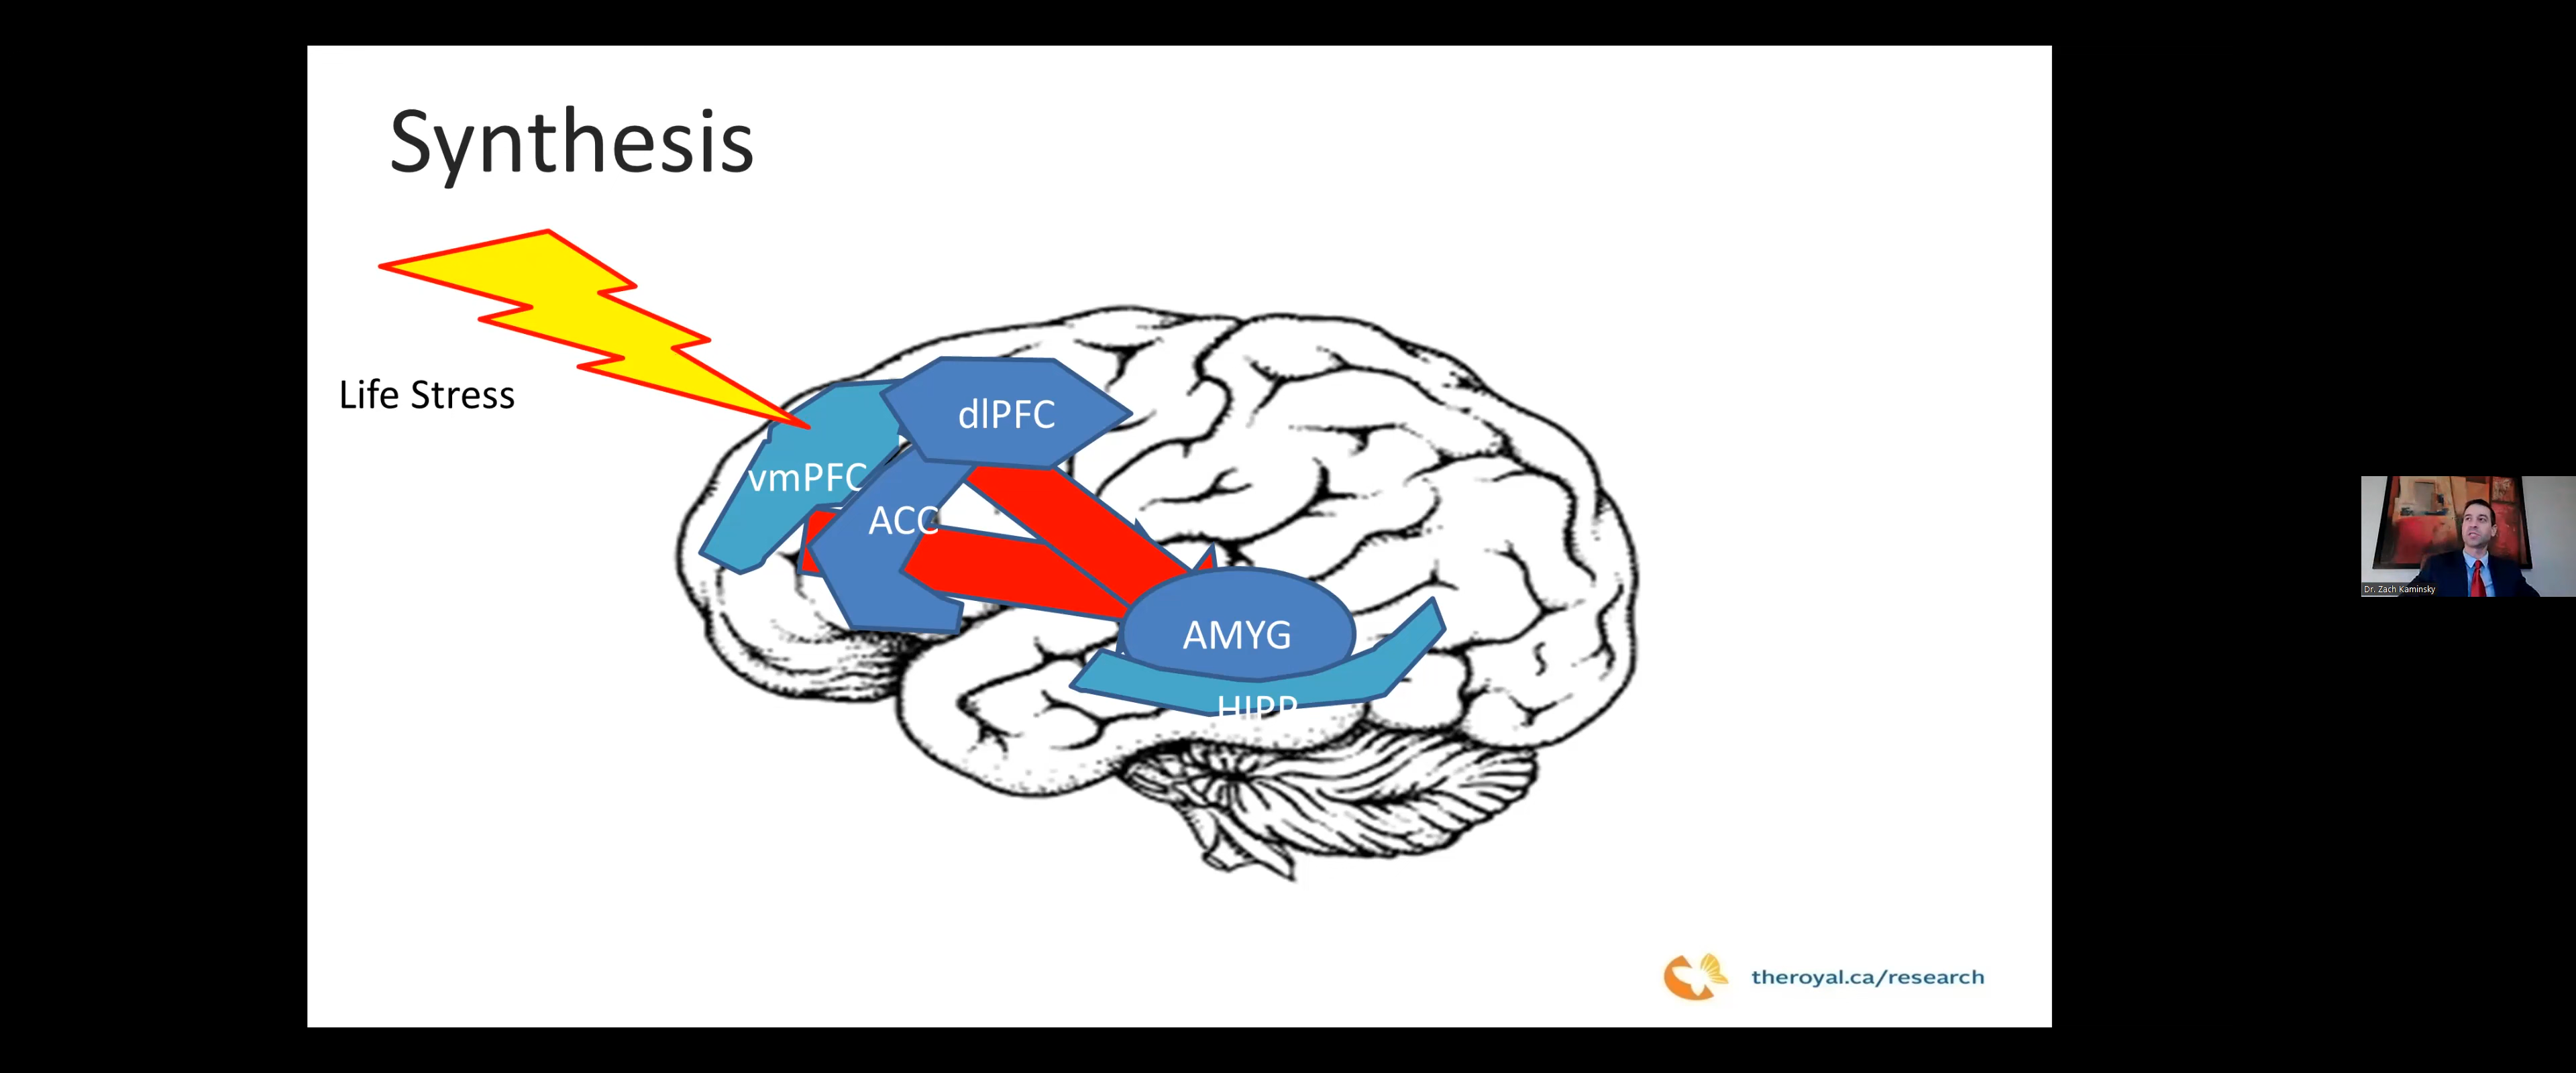 Synthesis
Life Stress
dlPFC
vmPFC
ACC
AMYG
HIPP
theroyal.ca/research
Dr. Zach Kaminsky